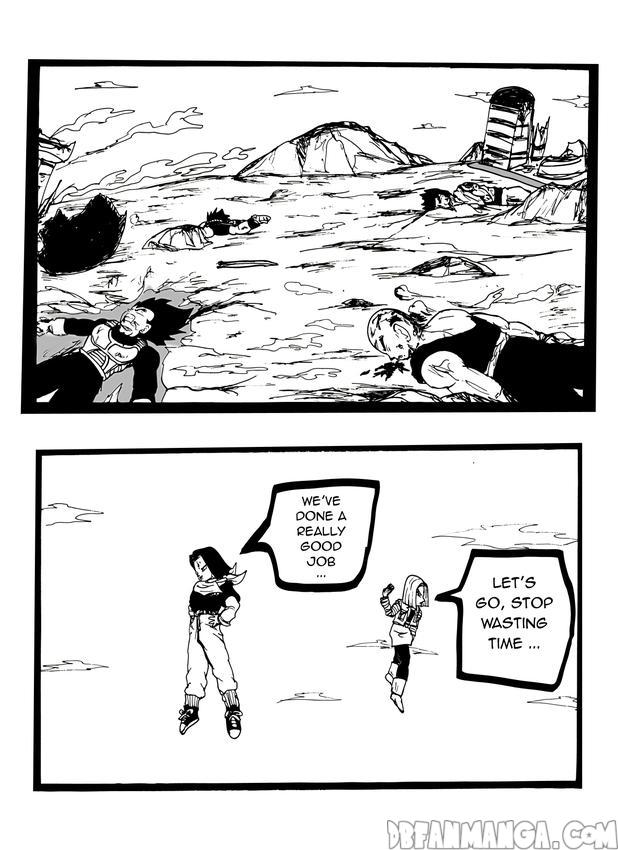 WE'VE
DONE A
REALLY
GOOD
JOB
...
LET'S
GO, STOP
WASTING
TIME ...
DBFANMANGA.COM